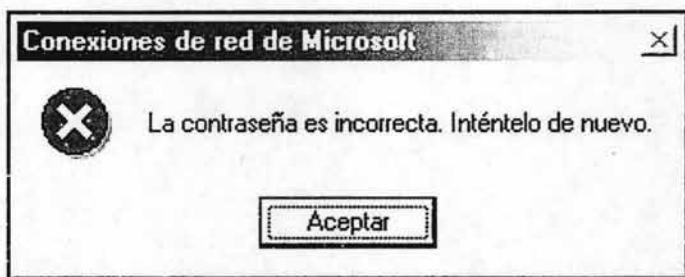 Conexiones de red de Microsoft
La contraseña es incorrecta. Inténtelo de nuevo.
Aceptar